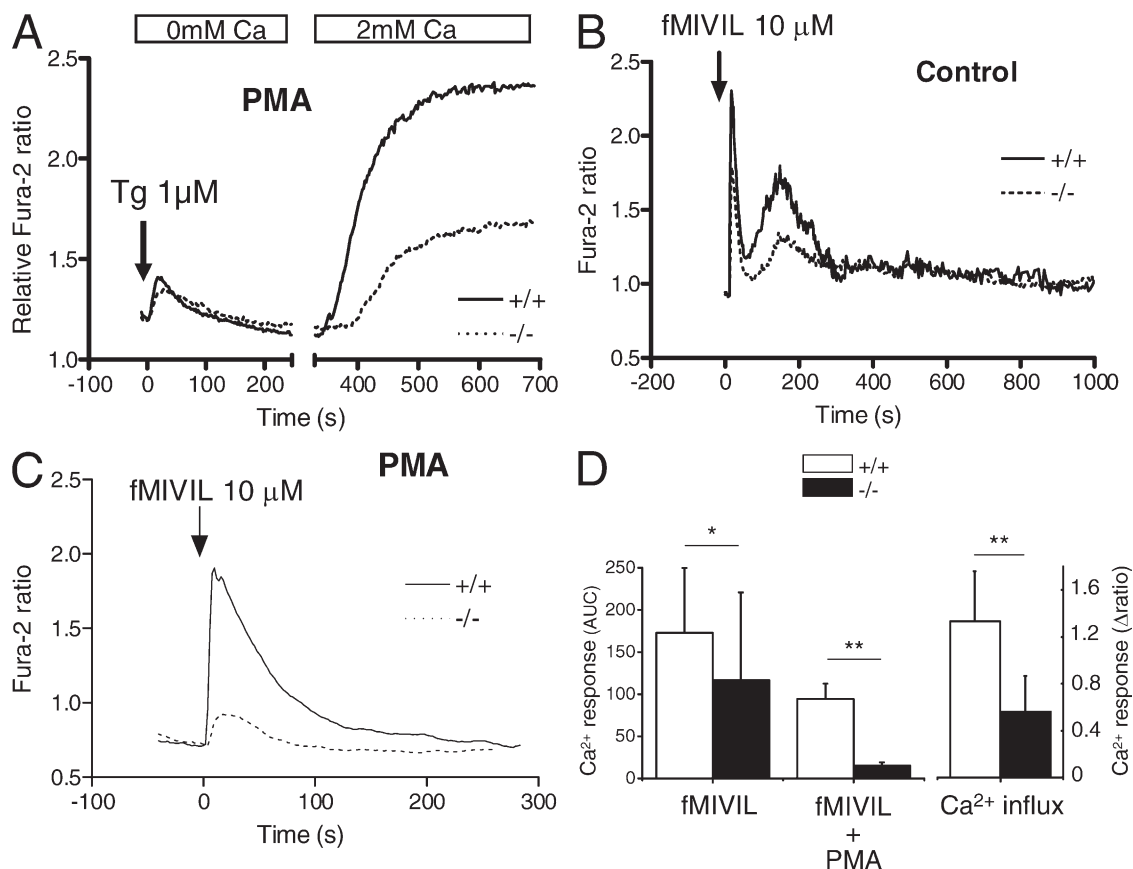 A
0mM Ca
2mM Ca
PMA
Tg 1µM
Relative Fura-2 ratio
2.5
2.0
1.5
1.0
-100
0
100
200
400
500
600
700
Time (s)
+/+
-/-
B
fMIVIL 10 µM
Control
Fura-2 ratio
2.5
2.0
1.5
1.0
0.5
-200
0
200
400
600
800
1000
Time (s)
+/+
-/-
C
PMA
fMIVIL 10 µM
Fura-2 ratio
2.5
2.0
1.5
1.0
0.5
-100
0
100
200
300
Time (s)
+/+
-/-
D
+/+
-/-
*
**
**
Ca²⁺ response (AUC)
250
200
150
100
50
0
Ca²⁺ response (Δratio)
1.6
1.2
0.8
0.4
0
fMIVIL
fMIVIL
+
PMA
Ca²⁺ influx